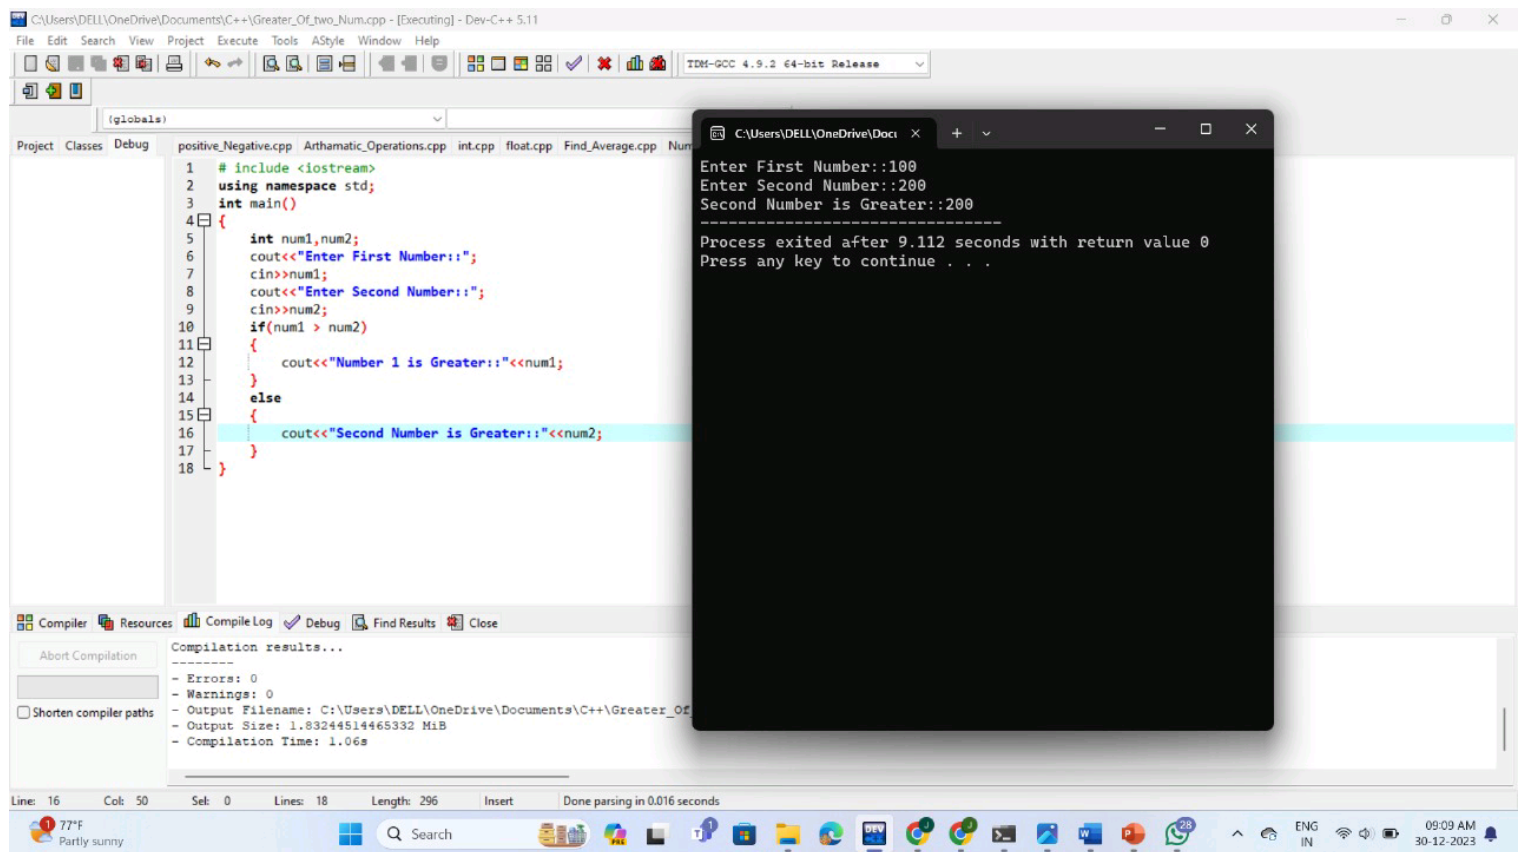 C:\Users\DELL\OneDrive\Documents\C++\Greater_Of_two_Num.cpp - [Executing] - Dev-C++ 5.11
File Edit Search View Project Execute Tools AStyle Window Help
TDM-GCC 4.9.2 64-bit Release
(globals)
Project Classes Debug
positive_Negative.cpp Arthamatic_Operations.cpp int.cpp float.cpp Find_Average.cpp Num
1 # include <iostream>
2 using namespace std;
3 int main()
4 {
5 int num1,num2;
6 cout<<"Enter First Number::";
7 cin>>num1;
8 cout<<"Enter Second Number::";
9 cin>>num2;
10 if(num1 > num2)
11 {
12 cout<<"Number 1 is Greater::"<<num1;
13 }
14 else
15 {
16 cout<<"Second Number is Greater::"<<num2;
17 }
18 }
C:\Users\DELL\OneDrive\Docu
Enter First Number::100
Enter Second Number::200
Second Number is Greater::200
--------------------------------
Process exited after 9.112 seconds with return value 0
Press any key to continue . . .
Compiler Resources Compile Log Debug Find Results Close
Abort Compilation
Shorten compiler paths
Compilation results...
--------
- Errors: 0
- Warnings: 0
- Output Filename: C:\Users\DELL\OneDrive\Documents\C++\Greater_Of_
- Output Size: 1.83244514465332 MiB
- Compilation Time: 1.06s
Line: 16 Col: 50 Sel: 0 Lines: 18 Length: 296 Insert Done parsing in 0.016 seconds
1
77°F
Partly sunny
Search
PRE
DEV
28
ENG
IN
09:09 AM
30-12-2023